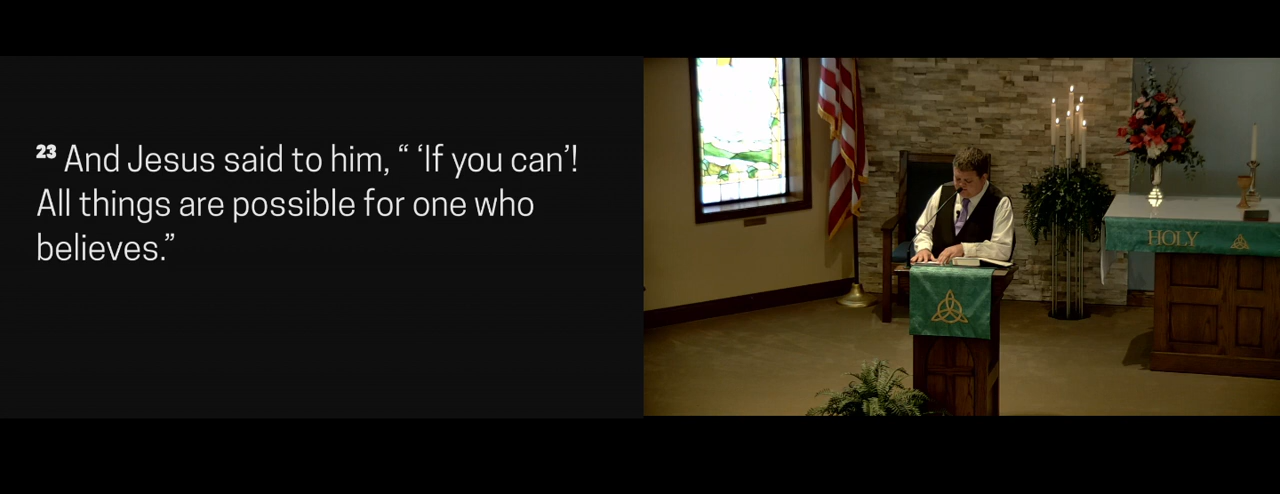 23 And Jesus said to him, “ ‘If you can’!
All things are possible for one who
believes.”
HOLY